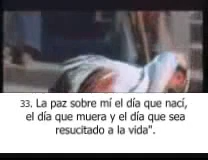 33. La paz sobre mí el día que nací,
el día que muera y el día que sea
resucitado a la vida".